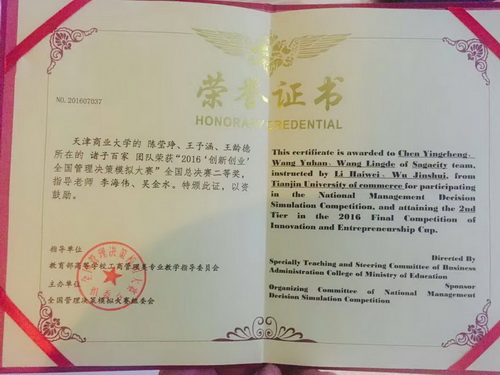 荣誉证书
HONORARY CREDENTIAL
NO.201607037
天津商业大学的 陈莹琤、王予涵、王龄德
所在的 诸子百家 团队荣获“2016‘创新创业’
全国管理决策模拟大赛”全国总决赛二等奖,
指导老师 李海伟、吴金水。特颁此证,以资
鼓励。
指导单位
教育部高等学校工商管理类专业教学指导委员会
主办单位
全国管理决策模拟大赛组委会
This certificate is awarded to Chen Yingcheng、
Wang Yuhan、Wang Lingde of Sagacity team,
instructed by Li Haiwei、Wu Jinshui, from
Tianjin University of commerce for participating
in the National Management Decision
Simulation Competition, and attaining the 2nd
Tier in the 2016 Final Competition of
Innovation and Entrepreneurship Cup.
Directed By
Specially Teaching and Steering Committee of Business
Administration College of Ministry of Education
Sponsor
Organizing Committee of National Management
Decision Simulation Competition